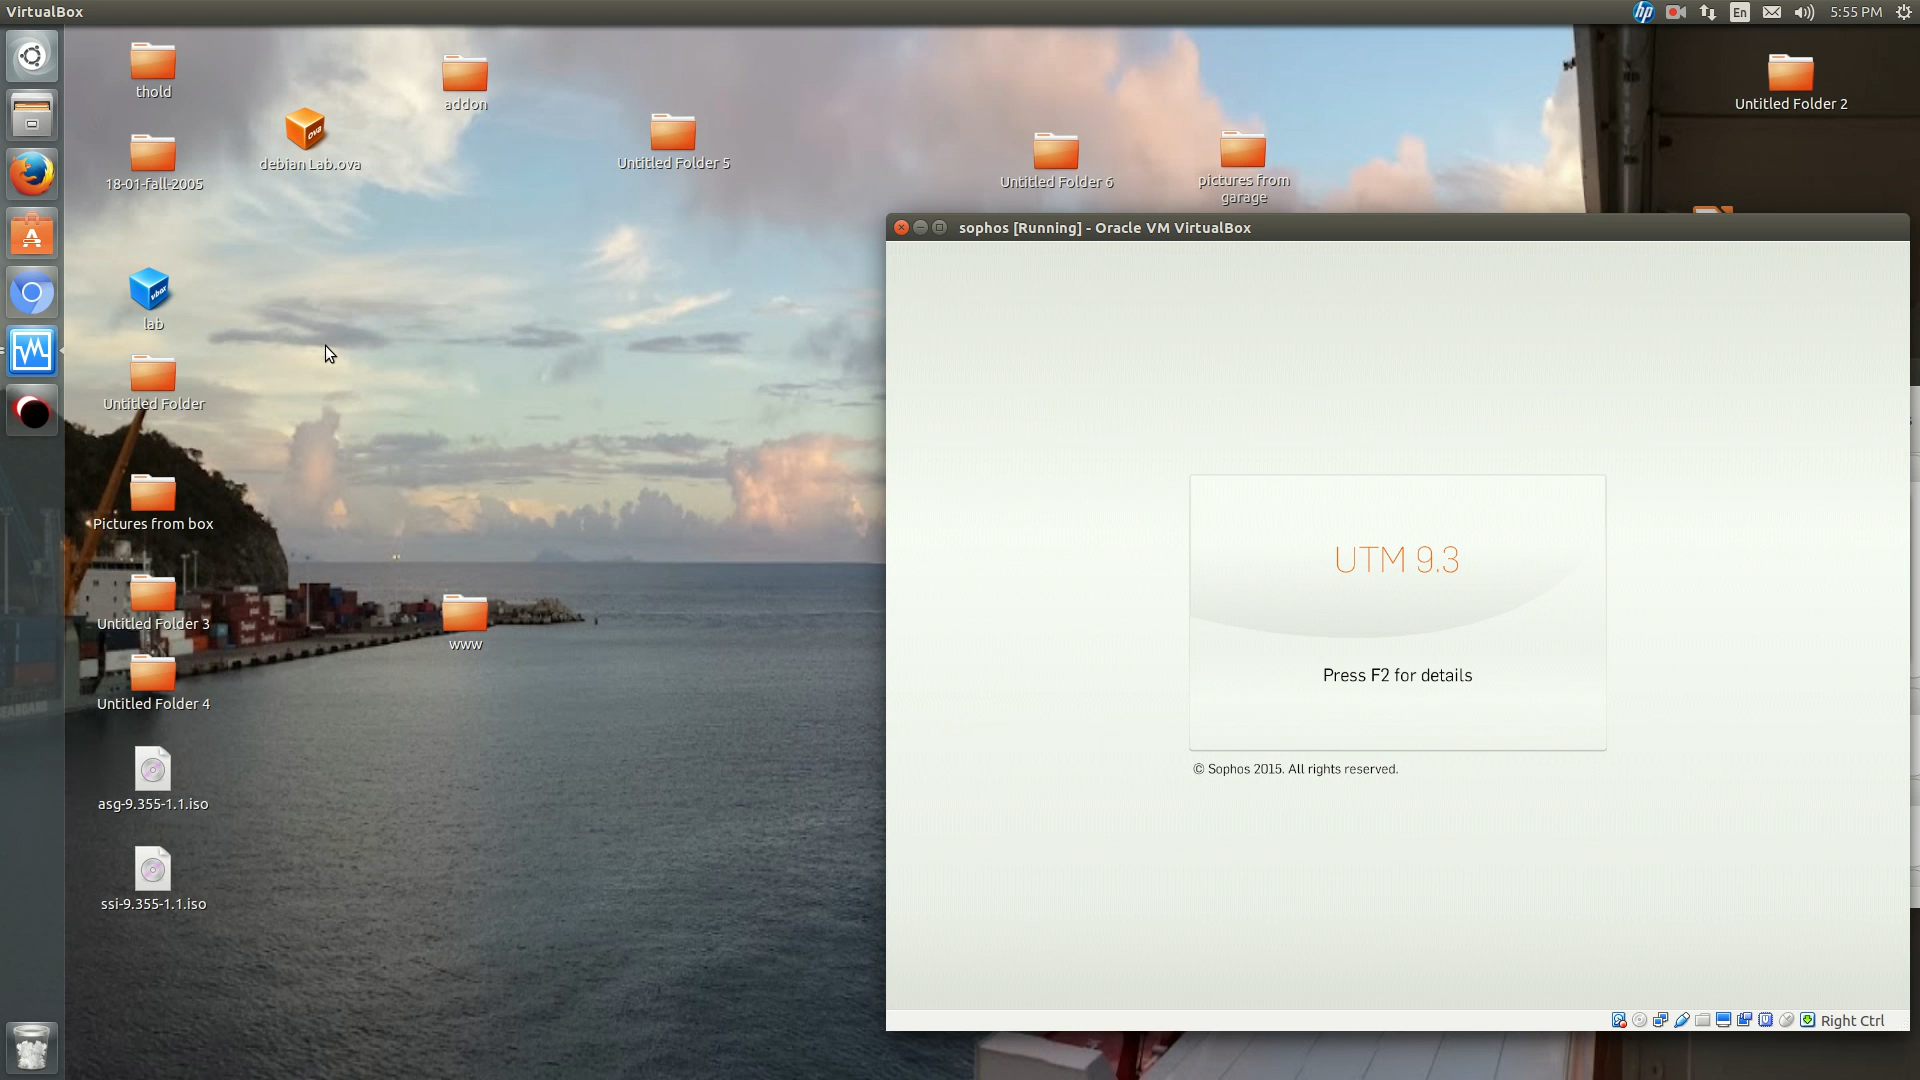 VirtualBox
hp
En
5:55 PM
thold
addon
Untitled Folder 2
ova
debian Lab.ova
Untitled Folder 5
Untitled Folder 6
pictures from
garage
18-01-fall-2005
sophos [Running] - Oracle VM VirtualBox
vbox
lab
Untitled Folder
Pictures from box
UTM 9.3
Untitled Folder 3
www
Press F2 for details
Untitled Folder 4
© Sophos 2015. All rights reserved.
asg-9.355-1.1.iso
ssi-9.355-1.1.iso
Right Ctrl